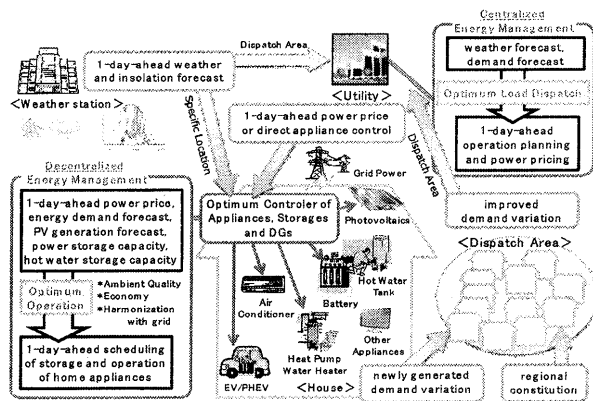 Centralized
Energy Management
weather forecast,
demand forecast
Optimum Load Dispatch
1-day-ahead
operation planning
and power pricing
Dispatch Area
1-day-ahead weather
and insolation forecast
<Weather station>
<Utility>
Specific Location
1-day-ahead power price
or direct appliance control
Dispatch Area
Grid Power
Decentralized
Energy Management
1-day-ahead power price,
energy demand forecast,
PV generation forecast,
power storage capacity,
hot water storage capacity
Optimum
Operation
*Ambient Quality
*Economy
*Harmonization
with grid
1-day-ahead scheduling
of storage and operation
of home appliances
Optimum Controler of
Appliances, Storages
and DGs
Photovoltaics
improved
demand variation
<Dispatch Area>
Air
Conditioner
Battery
Hot Water
Tank
EV/PHEV
Heat Pump
Water Heater
Other
Appliances
<House>
newly generated
demand variation
regional
constitution